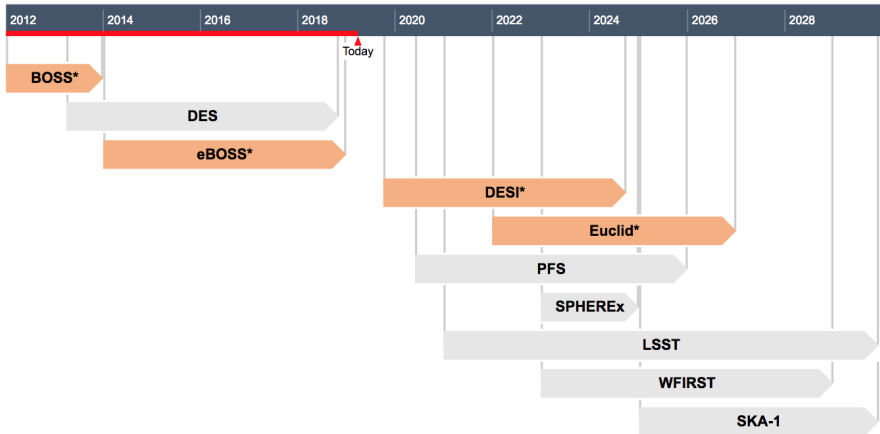 2012 2014 2016 2018 2020 2022 2024 2026 2028
Today
BOSS*
DES
eBOSS*
DESI*
Euclid*
PFS
SPHEREx
LSST
WFIRST
SKA-1